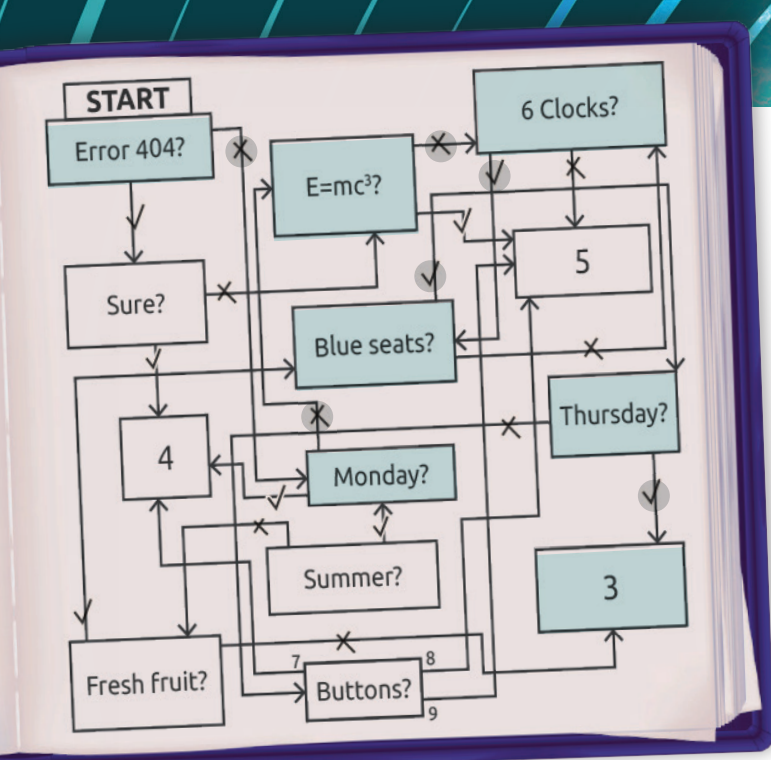 START
Error 404?
6 Clocks?
E=mc³?
5
Sure?
Blue seats?
Thursday?
4
Monday?
Summer?
3
Fresh fruit?
7
Buttons?
8
9